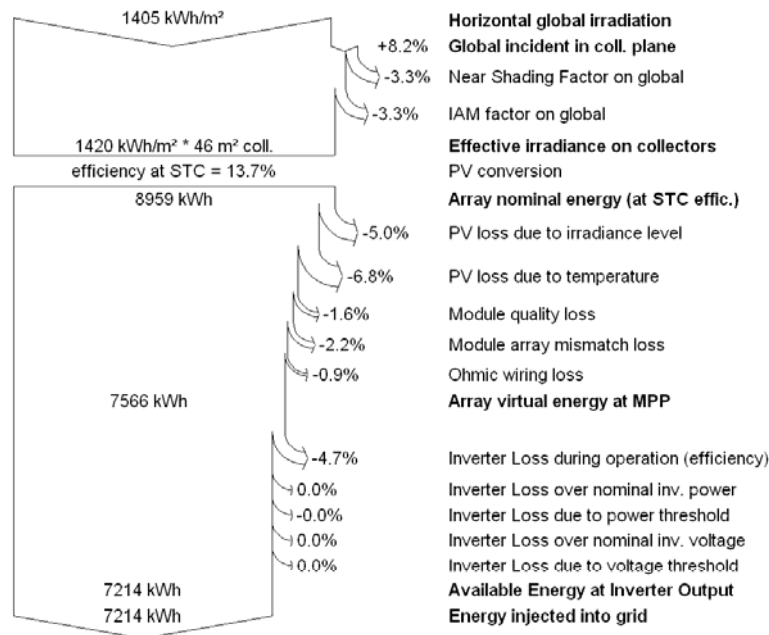 1405 kWh/m² Horizontal global irradiation
+8.2% Global incident in coll. plane
-3.3% Near Shading Factor on global
-3.3% IAM factor on global
1420 kWh/m² * 46 m² coll. Effective irradiance on collectors
efficiency at STC = 13.7% PV conversion
8959 kWh Array nominal energy (at STC effic.)
-5.0% PV loss due to irradiance level
-6.8% PV loss due to temperature
-1.6% Module quality loss
-2.2% Module array mismatch loss
-0.9% Ohmic wiring loss
7566 kWh Array virtual energy at MPP
-4.7% Inverter Loss during operation (efficiency)
0.0% Inverter Loss over nominal inv. power
-0.0% Inverter Loss due to power threshold
0.0% Inverter Loss over nominal inv. voltage
0.0% Inverter Loss due to voltage threshold
7214 kWh Available Energy at Inverter Output
7214 kWh Energy injected into grid